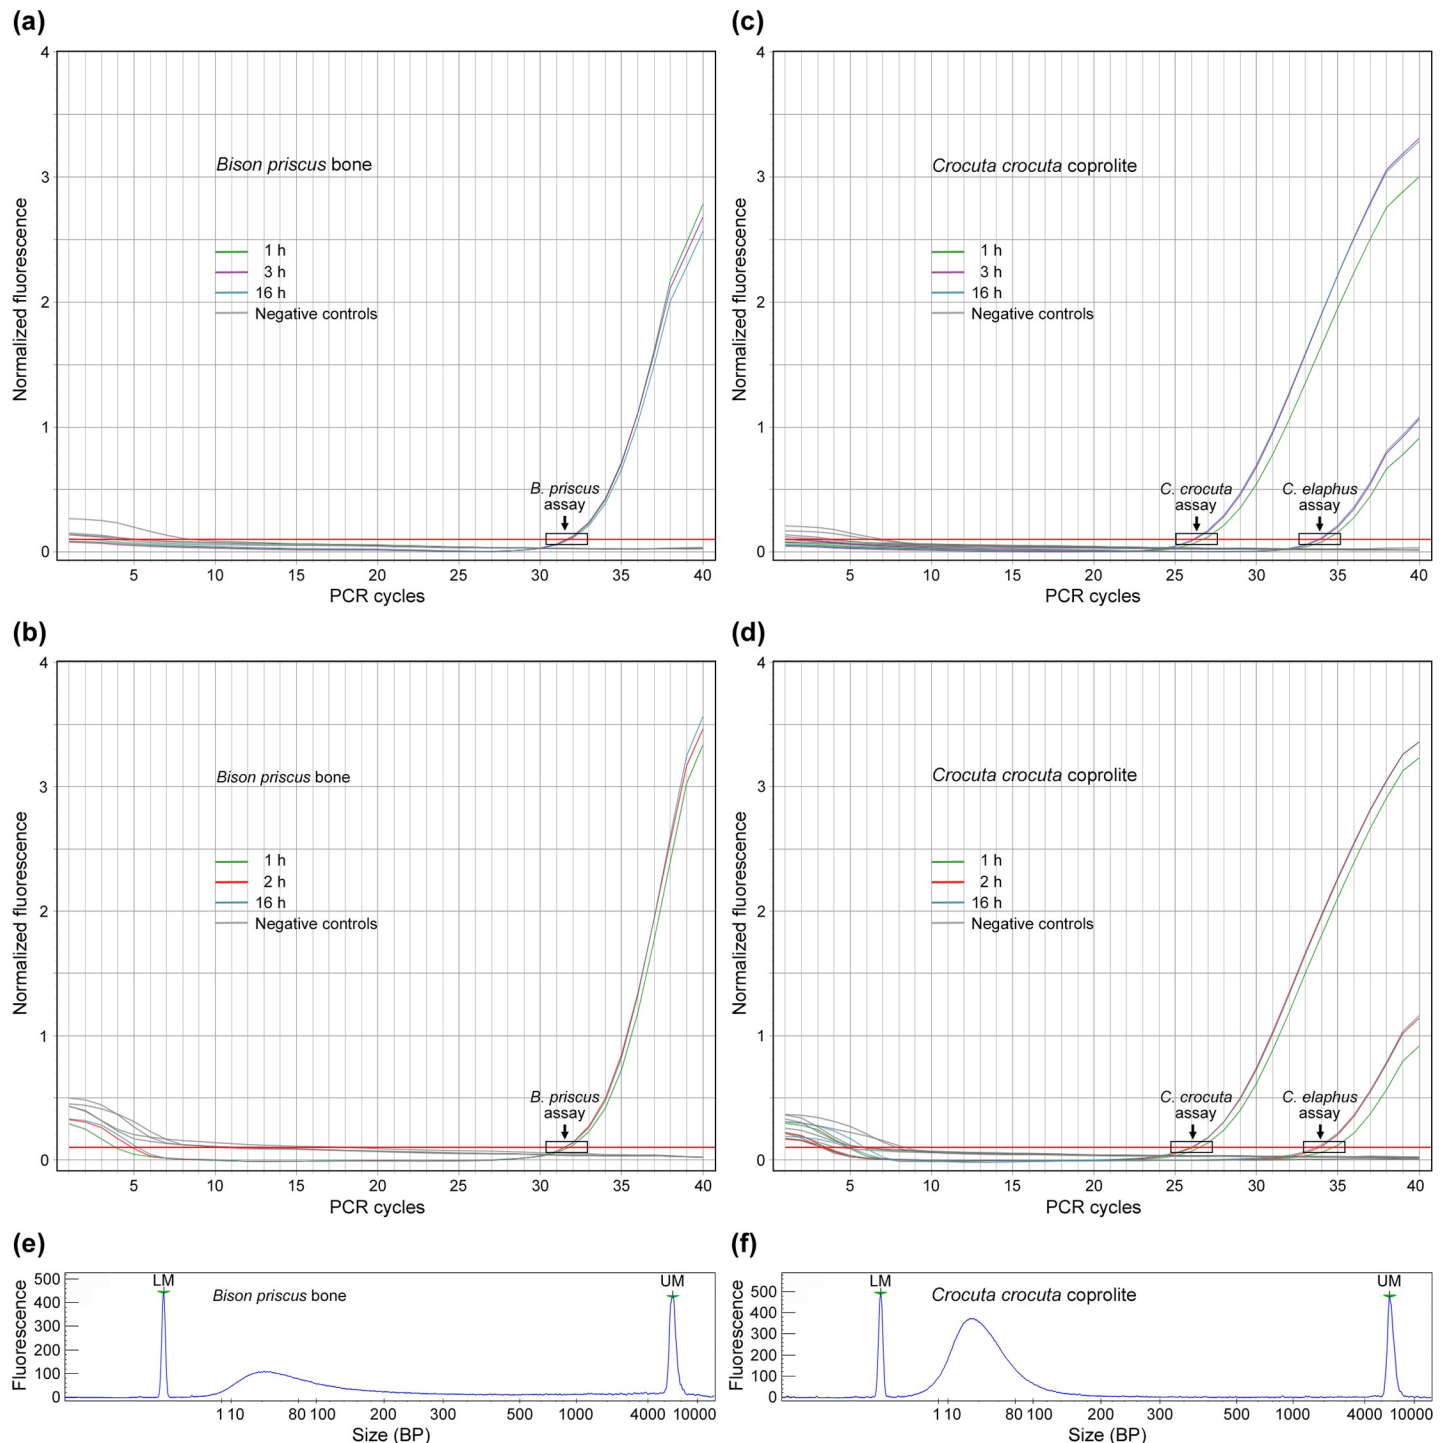 (a)
4
3
2
1
0
Normalized fluorescence
Bison priscus bone
1 h
3 h
16 h
Negative controls
B. priscus
assay
5 10 15 20 25 30 35 40
PCR cycles
(c)
4
3
2
1
0
Normalized fluorescence
Crocuta crocuta coprolite
1 h
3 h
16 h
Negative controls
C. crocuta
assay
C. elaphus
assay
5 10 15 20 25 30 35 40
PCR cycles
(b)
4
3
2
1
0
Normalized fluorescence
Bison priscus bone
1 h
2 h
16 h
Negative controls
B. priscus
assay
5 10 15 20 25 30 35 40
PCR cycles
(d)
4
3
2
1
0
Normalized fluorescence
Crocuta crocuta coprolite
1 h
2 h
16 h
Negative controls
C. crocuta
assay
C. elaphus
assay
5 10 15 20 25 30 35 40
PCR cycles
(e)
500
400
300
200
100
0
Fluorescence
LM
UM
Bison priscus bone
1 10 80 100 200 300 500 1000 4000 10000
Size (BP)
(f)
500
400
300
200
100
0
Fluorescence
LM
UM
Crocuta crocuta coprolite
1 10 80 100 200 300 500 1000 4000 10000
Size (BP)